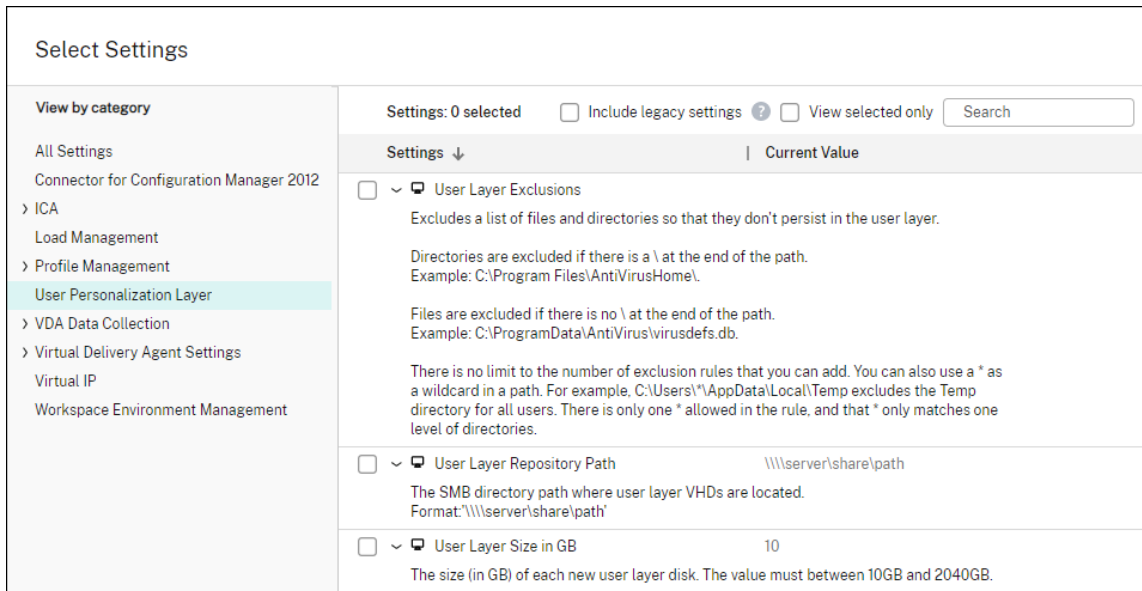 Select Settings
View by category
All Settings
Connector for Configuration Manager 2012
ICA
Load Management
Profile Management
User Personalization Layer
VDA Data Collection
Virtual Delivery Agent Settings
Virtual IP
Workspace Environment Management
Settings: 0 selected Include legacy settings ? View selected only Search
Settings ↓ | Current Value
User Layer Exclusions
Excludes a list of files and directories so that they don't persist in the user layer.
Directories are excluded if there is a \ at the end of the path.
Example: C:\Program Files\AntiVirusHome\.
Files are excluded if there is no \ at the end of the path.
Example: C:\ProgramData\AntiVirus\virusdefs.db.
There is no limit to the number of exclusion rules that you can add. You can also use a * as
a wildcard in a path. For example, C:\Users\*\AppData\Local\Temp excludes the Temp
directory for all users. There is only one * allowed in the rule, and that * only matches one
level of directories.
User Layer Repository Path \\\\server\share\path
The SMB directory path where user layer VHDs are located.
Format:'\\\\server\share\path'
User Layer Size in GB 10
The size (in GB) of each new user layer disk. The value must between 10GB and 2040GB.